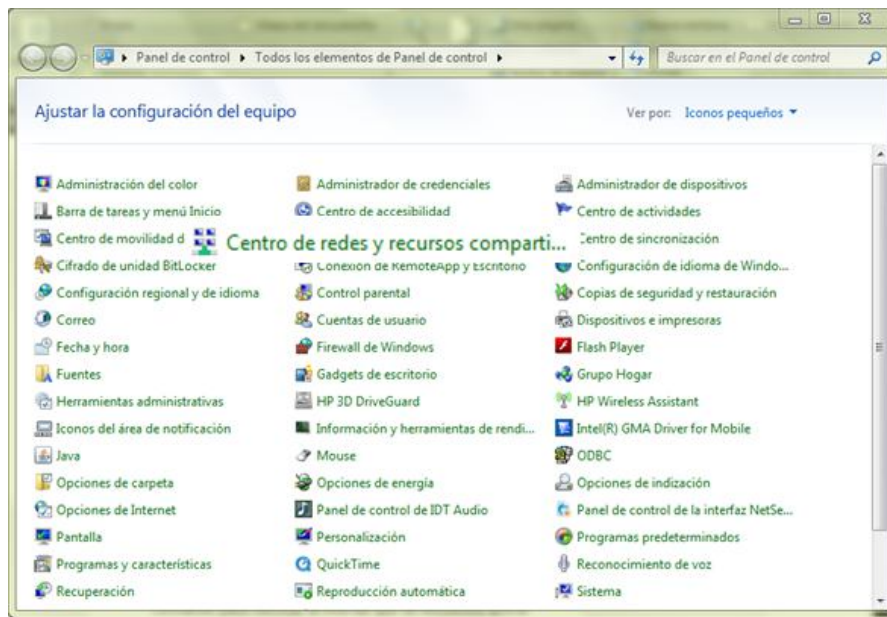 Panel de control Todos los elementos de Panel de control Buscar en el Panel de control
Ajustar la configuración del equipo Ver por: Iconos pequeños
Administración del color Administrador de credenciales Administrador de dispositivos
Barra de tareas y menú Inicio Centro de accesibilidad Centro de actividades
Centro de movilidad d Centro de redes y recursos comparti... Centro de sincronización
Cifrado de unidad BitLocker Conexión de RemoteApp y Escritorio Configuración de idioma de Windo...
Configuración regional y de idioma Control parental Copias de seguridad y restauración
Correo Cuentas de usuario Dispositivos e impresoras
Fecha y hora Firewall de Windows Flash Player
Fuentes Gadgets de escritorio Grupo Hogar
Herramientas administrativas HP 3D DriveGuard HP Wireless Assistant
Iconos del área de notificación Información y herramientas de rendi... Intel(R) GMA Driver for Mobile
Java Mouse ODBC
Opciones de carpeta Opciones de energía Opciones de indización
Opciones de Internet Panel de control de IDT Audio Panel de control de la interfaz NetSe...
Pantalla Personalización Programas predeterminados
Programas y características QuickTime Reconocimiento de voz
Recuperación Reproducción automática Sistema